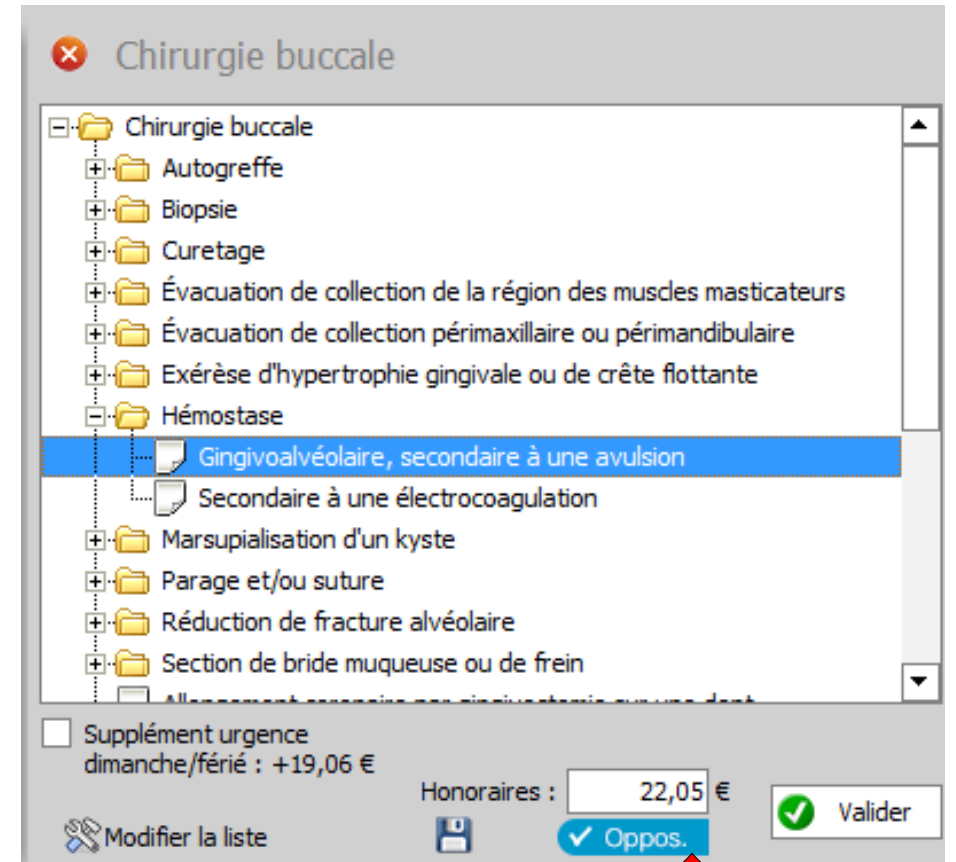 Chirurgie buccale
Chirurgie buccale
Autogreffe
Biopsie
Curetage
Évacuation de collection de la région des muscles masticateurs
Évacuation de collection périmaxillaire ou périmandibulaire
Exérèse d'hypertrophie gingivale ou de crête flottante
Hémostase
Gingivoalvéolaire, secondaire à une avulsion
Secondaire à une électrocoagulation
Marsupialisation d'un kyste
Parage et/ou suture
Réduction de fracture alvéolaire
Section de bride muqueuse ou de frein
Supplément urgence
dimanche/férié : +19,06 €
Honoraires : 22,05 €
Valider
Modifier la liste
Oppos.